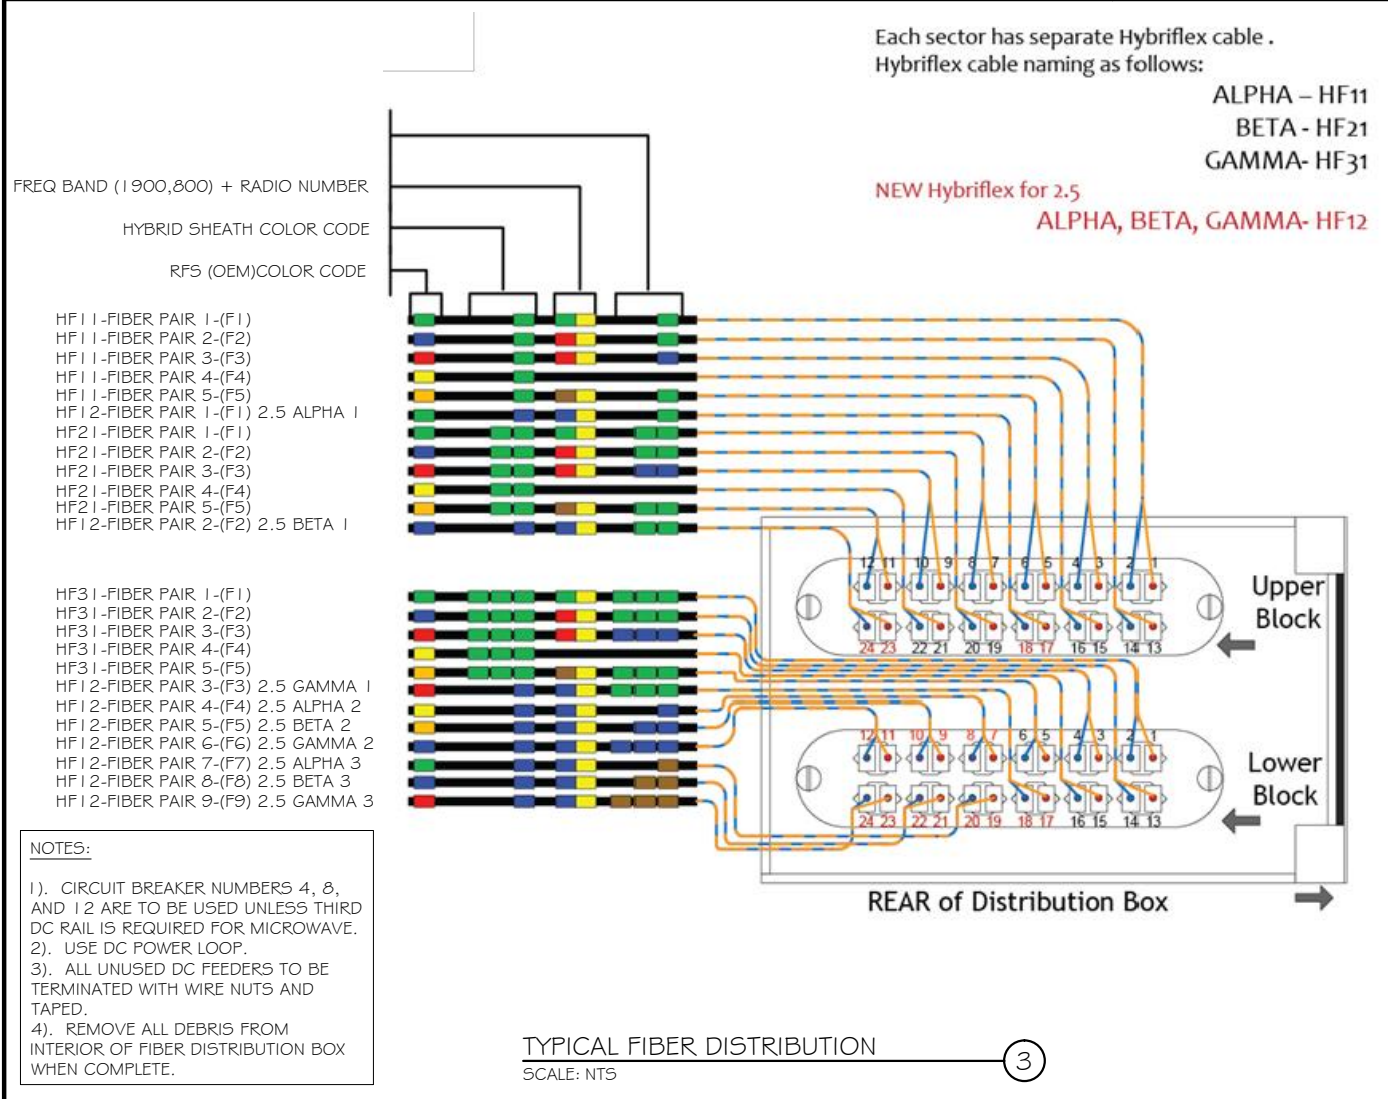 Each sector has separate Hybriflex cable .
Hybriflex cable naming as follows:
ALPHA – HF11
BETA - HF21
GAMMA- HF31
NEW Hybriflex for 2.5
ALPHA, BETA, GAMMA- HF12
FREQ BAND (1900,800) + RADIO NUMBER
HYBRID SHEATH COLOR CODE
RFS (OEM)COLOR CODE
HF11-FIBER PAIR 1-(F1)
HF11-FIBER PAIR 2-(F2)
HF11-FIBER PAIR 3-(F3)
HF11-FIBER PAIR 4-(F4)
HF11-FIBER PAIR 5-(F5)
HF12-FIBER PAIR 1-(F1) 2.5 ALPHA 1
HF21-FIBER PAIR 1-(F1)
HF21-FIBER PAIR 2-(F2)
HF21-FIBER PAIR 3-(F3)
HF21-FIBER PAIR 4-(F4)
HF21-FIBER PAIR 5-(F5)
HF12-FIBER PAIR 2-(F2) 2.5 BETA 1
12 11 10 9 8 7 6 5 4 3 2 1
Upper
Block
24 23 22 21 20 19 18 17 16 15 14 13
HF31-FIBER PAIR 1-(F1)
HF31-FIBER PAIR 2-(F2)
HF31-FIBER PAIR 3-(F3)
HF31-FIBER PAIR 4-(F4)
HF31-FIBER PAIR 5-(F5)
HF12-FIBER PAIR 3-(F3) 2.5 GAMMA 1
HF12-FIBER PAIR 4-(F4) 2.5 ALPHA 2
HF12-FIBER PAIR 5-(F5) 2.5 BETA 2
HF12-FIBER PAIR 6-(F6) 2.5 GAMMA 2
HF12-FIBER PAIR 7-(F7) 2.5 ALPHA 3
HF12-FIBER PAIR 8-(F8) 2.5 BETA 3
HF12-FIBER PAIR 9-(F9) 2.5 GAMMA 3
12 11 10 9 8 7 6 5 4 3 2 1
Lower
Block
24 23 22 21 20 19 18 17 16 15 14 13
REAR of Distribution Box
NOTES:
1). CIRCUIT BREAKER NUMBERS 4, 8,
AND 12 ARE TO BE USED UNLESS THIRD
DC RAIL IS REQUIRED FOR MICROWAVE.
2). USE DC POWER LOOP.
3). ALL UNUSED DC FEEDERS TO BE
TERMINATED WITH WIRE NUTS AND
TAPED.
4). REMOVE ALL DEBRIS FROM
INTERIOR OF FIBER DISTRIBUTION BOX
WHEN COMPLETE.
TYPICAL FIBER DISTRIBUTION
SCALE: NTS
3